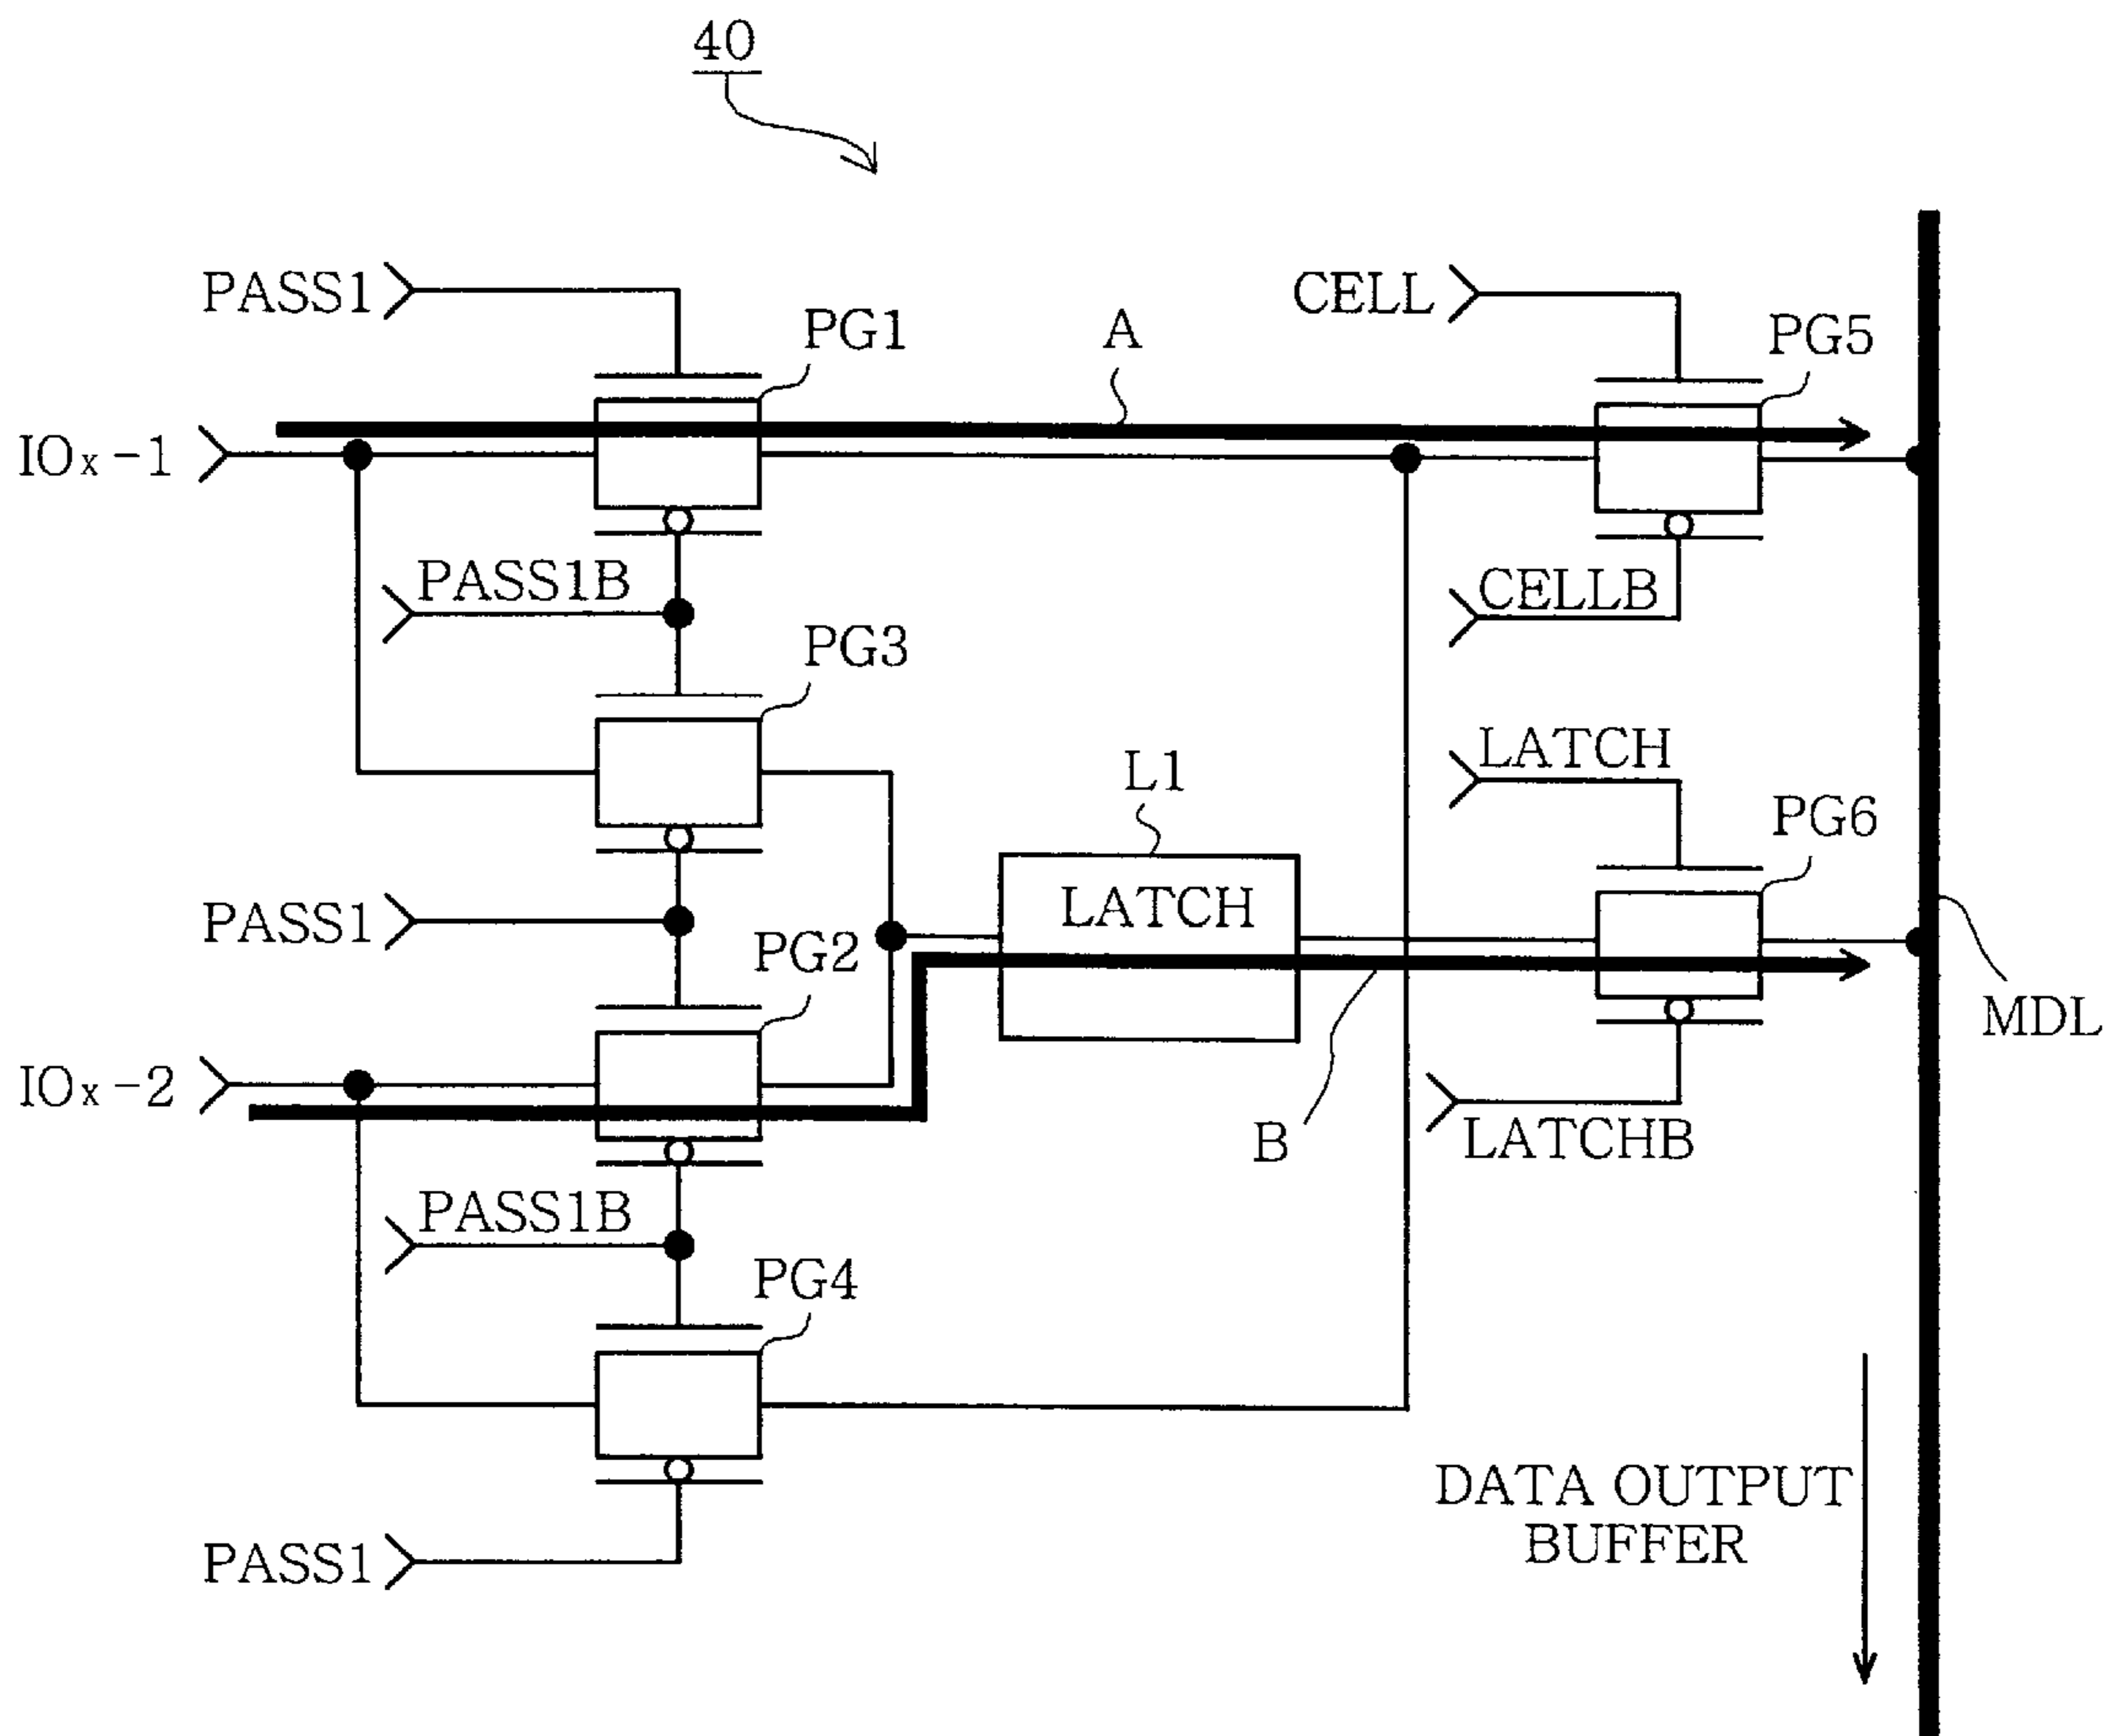 40
PASS1
CELL
PG1
A
PG5
IOx-1
PASS1B
CELLB
PG3
LATCH
L1
PG6
LATCH
PASS1
PG2
MDL
IOx-2
B
LATCHB
PASS1B
PG4
DATA OUTPUT
BUFFER
PASS1